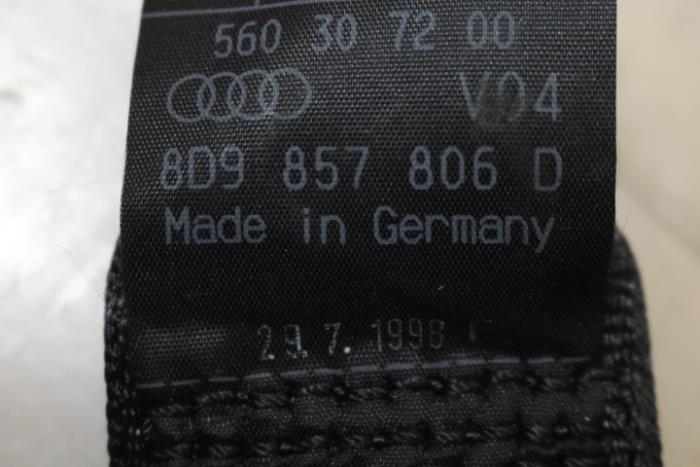 560 30 72 00
V04
8D9 857 806 D
Made in Germany
29.7.1998